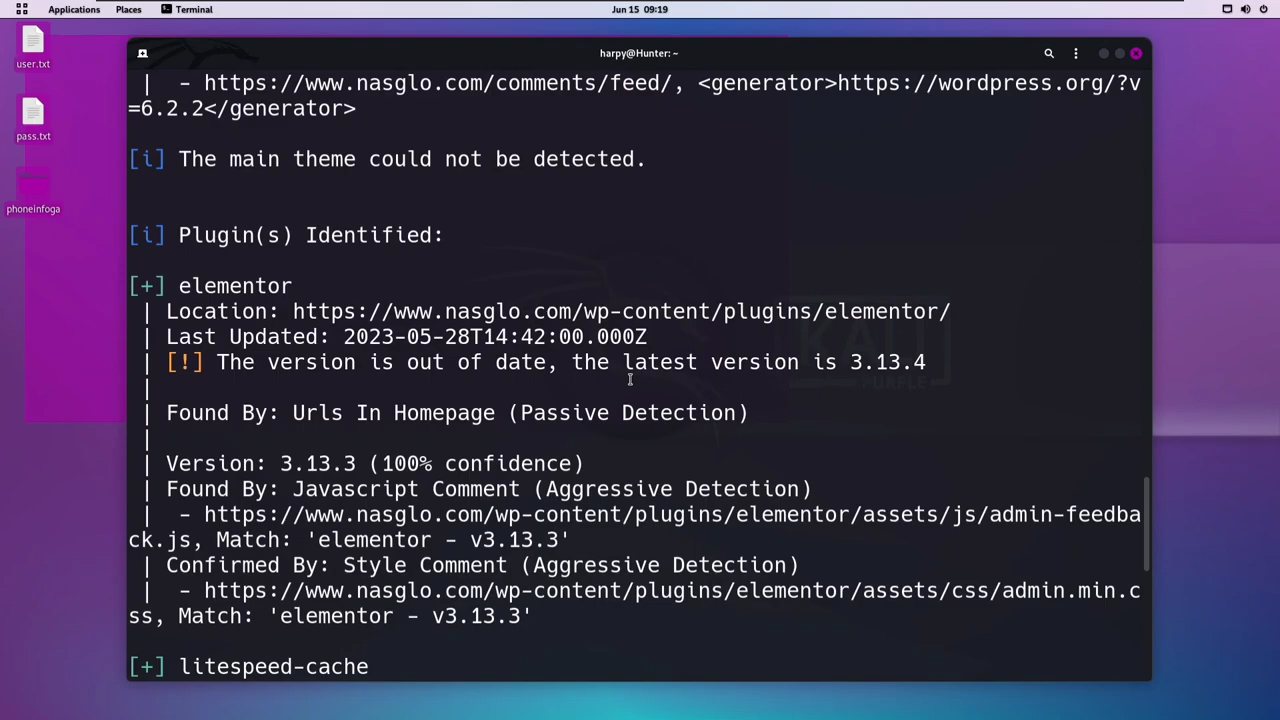 Applications Places Terminal Jun 15 09:19
user.txt
pass.txt
phoneinfoga
harpy@Hunter: ~
|   - https://www.nasglo.com/comments/feed/, <generator>https://wordpress.org/?v
=6.2.2</generator>
[i] The main theme could not be detected.
[i] Plugin(s) Identified:
[+] elementor
| Location: https://www.nasglo.com/wp-content/plugins/elementor/
| Last Updated: 2023-05-28T14:42:00.000Z
| [!] The version is out of date, the latest version is 3.13.4
|
| Found By: Urls In Homepage (Passive Detection)
|
| Version: 3.13.3 (100% confidence)
| Found By: Javascript Comment (Aggressive Detection)
|  - https://www.nasglo.com/wp-content/plugins/elementor/assets/js/admin-feedba
ck.js, Match: 'elementor - v3.13.3'
| Confirmed By: Style Comment (Aggressive Detection)
|  - https://www.nasglo.com/wp-content/plugins/elementor/assets/css/admin.min.c
ss, Match: 'elementor - v3.13.3'
[+] litespeed-cache
KALI
PURPLE